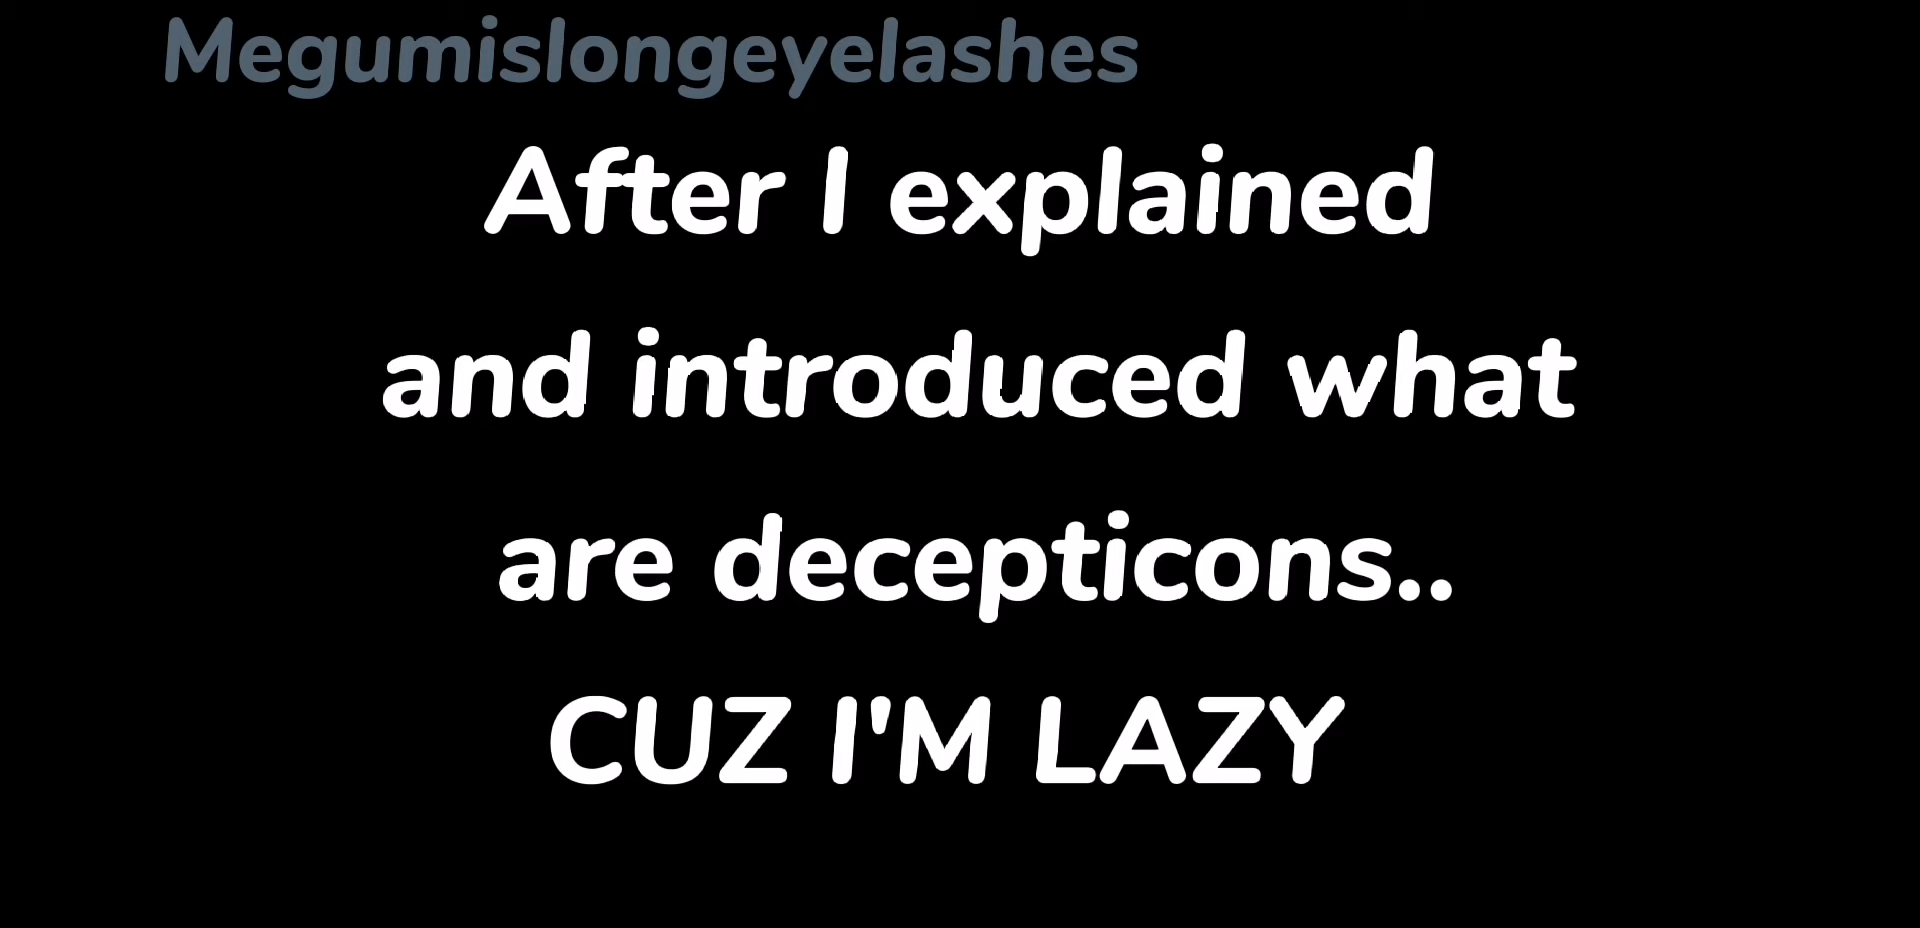 Megumislongeyelashes
After I explained
and introduced what
are decepticons..
CUZ I'M LAZY